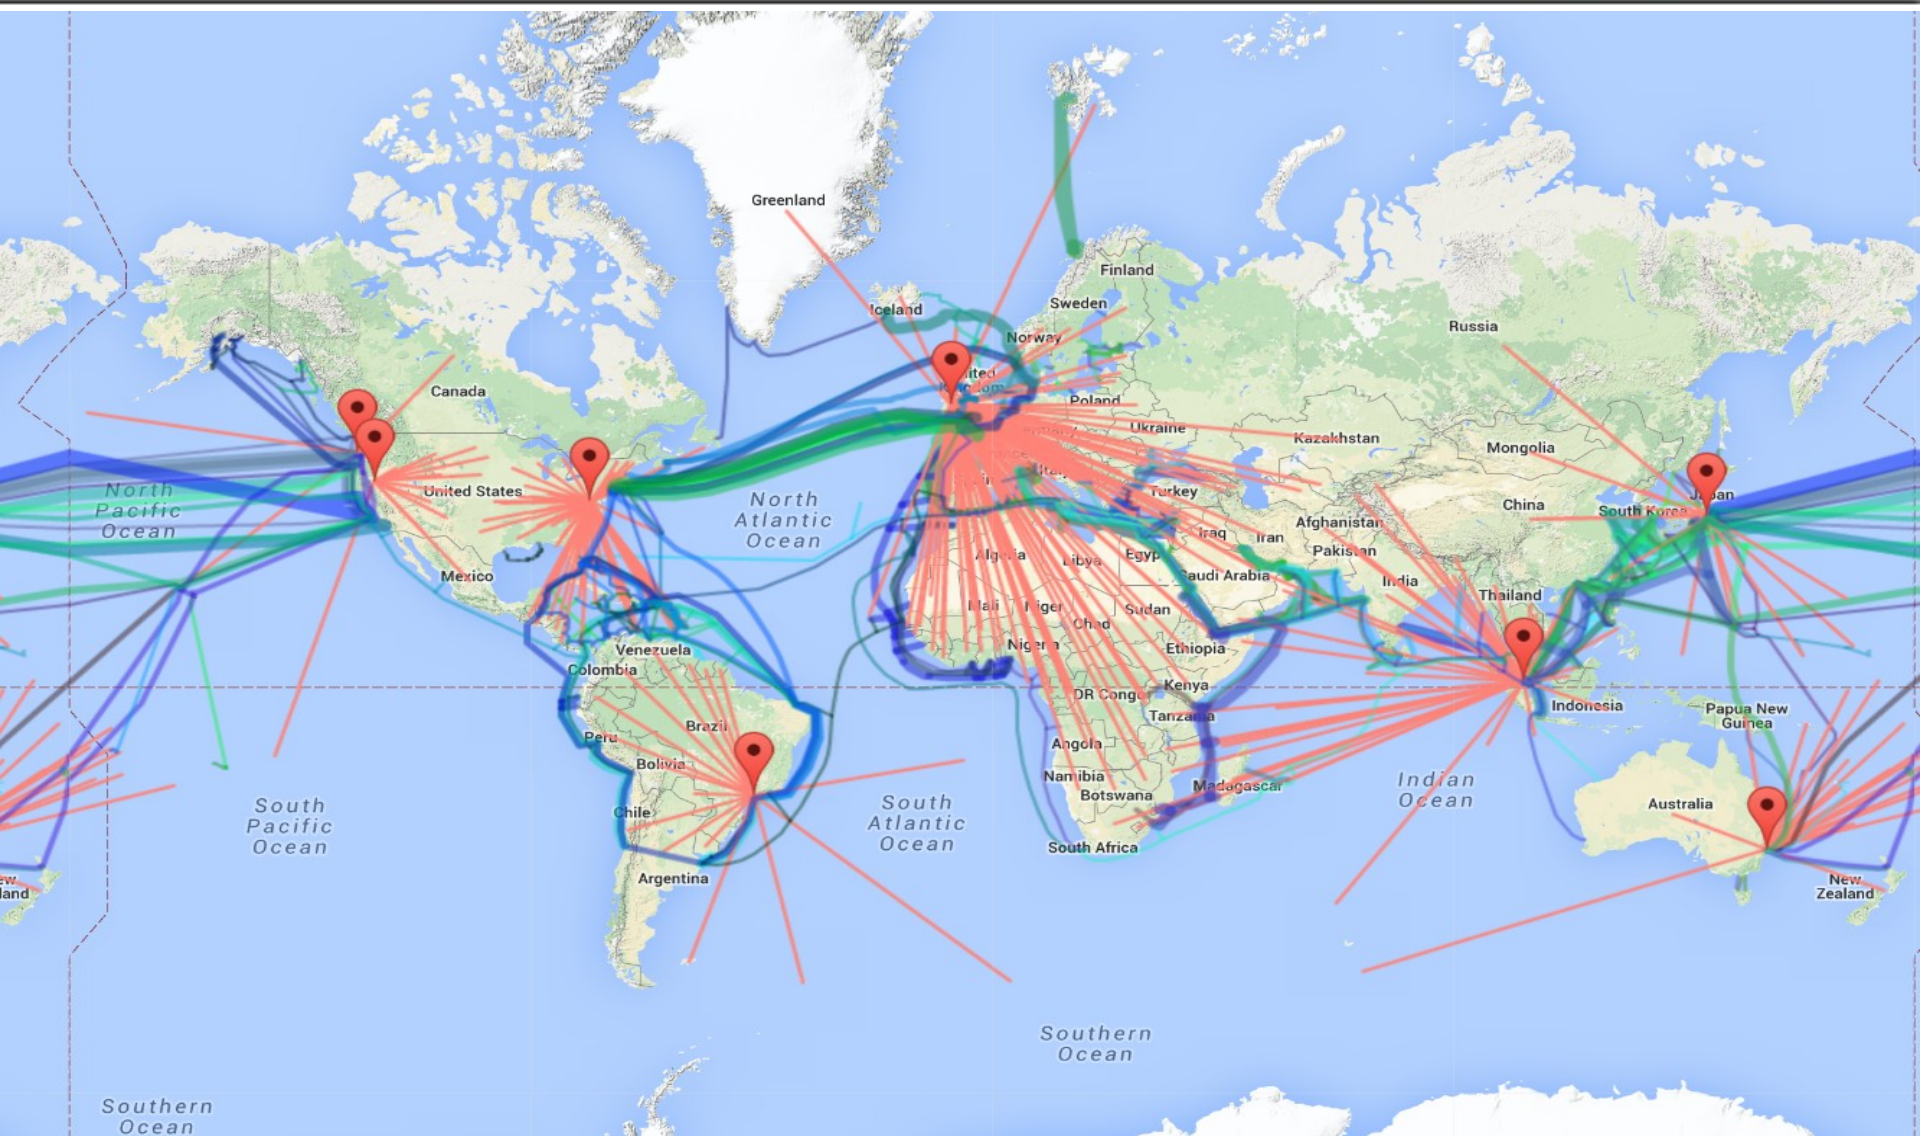 Greenland
Finland
Iceland
Sweden
Norway
Russia
Canada
Poland
Ukraine
Kazakhstan
Mongolia
North
Pacific
Ocean
United States
North
Atlantic
Ocean
Turkey
Japan
China
South Korea
Afghanistan
Iraq
Iran
Pakistan
Algeria
Libya
Egypt
Mexico
Saudi Arabia
India
Thailand
Mali
Niger
Sudan
Chad
Nigeria
Ethiopia
Venezuela
Colombia
DR Congo
Kenya
Indonesia
Papua New
Guinea
Tanzania
Brazil
Peru
Angola
Bolivia
Namibia
Botswana
Madagascar
Indian
Ocean
South
Pacific
Ocean
Chile
South
Atlantic
Ocean
Australia
South Africa
Argentina
New
Zealand
ew
land
Southern
Ocean
Southern
Ocean